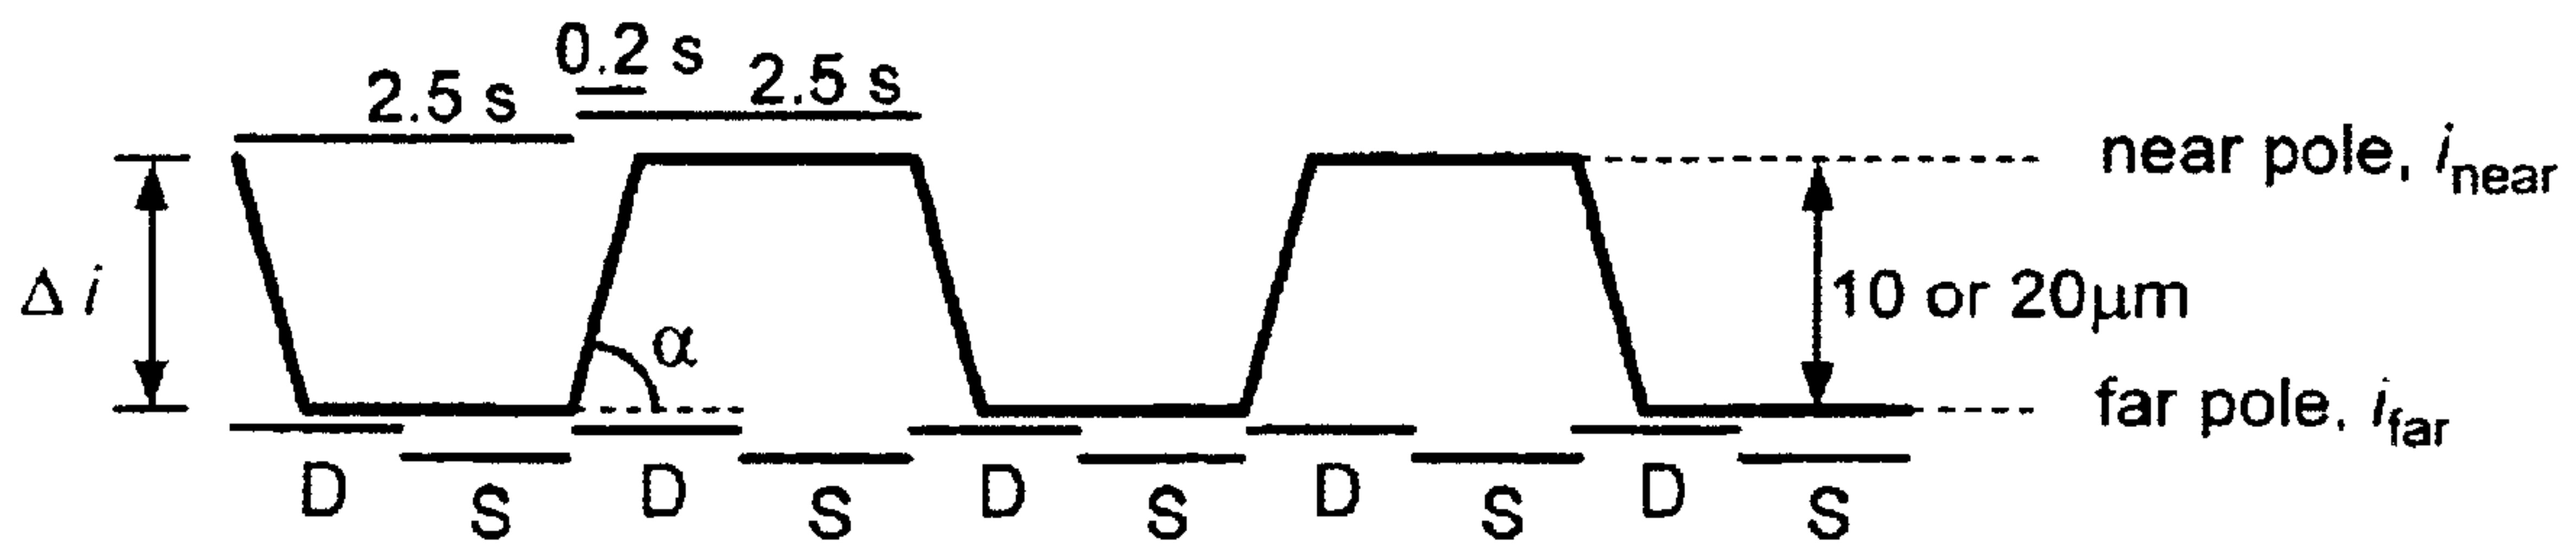 0.2 s
2.5 s
2.5 s
near pole, i_near
Δ i
10 or 20μm
α
far pole, i_far
D S D S D S D S D S